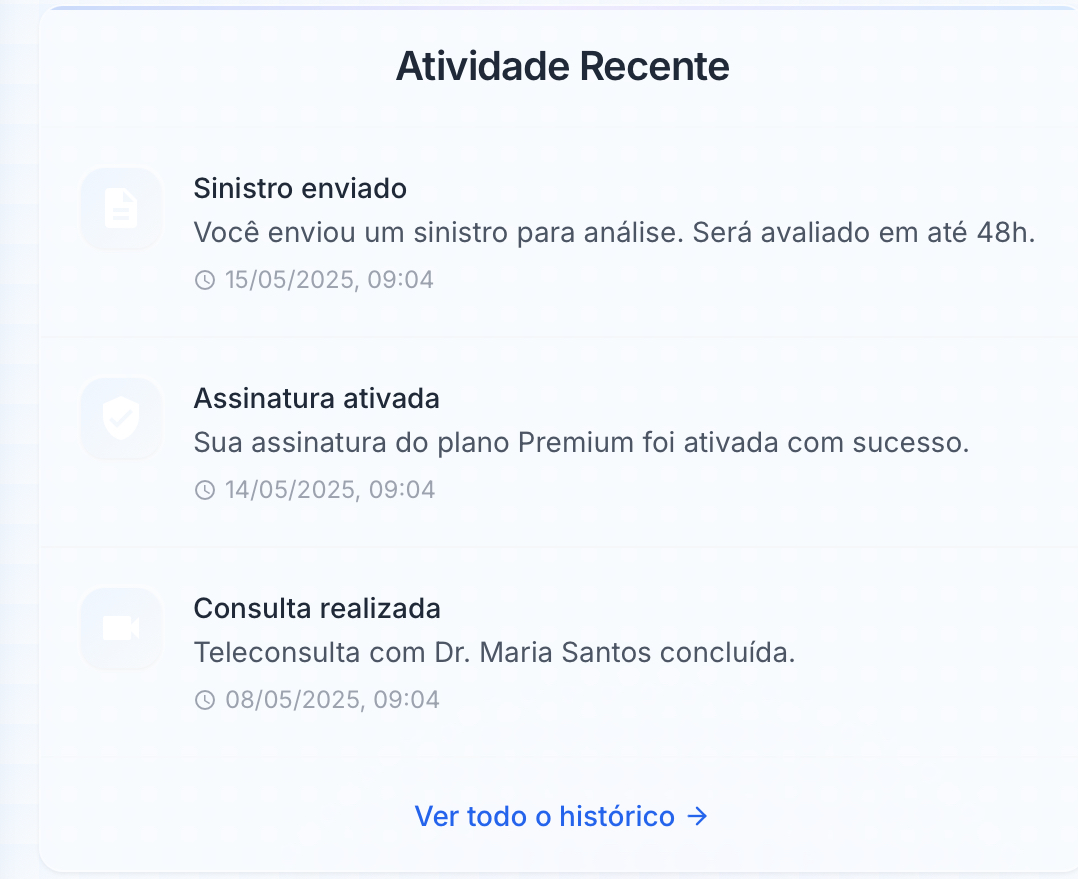 Atividade Recente
Sinistro enviado
Você enviou um sinistro para análise. Será avaliado em até 48h.
15/05/2025, 09:04
Assinatura ativada
Sua assinatura do plano Premium foi ativada com sucesso.
14/05/2025, 09:04
Consulta realizada
Teleconsulta com Dr. Maria Santos concluída.
08/05/2025, 09:04
Ver todo o histórico →